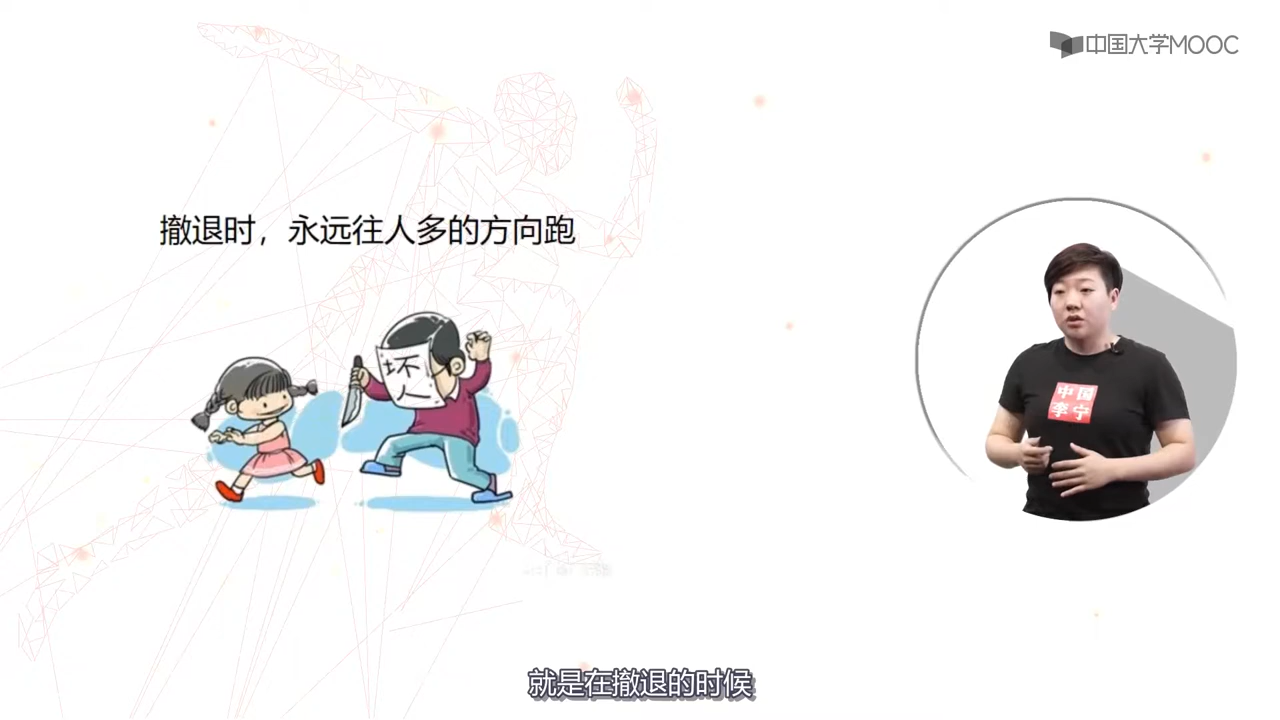 中国大学MOOC
撤退时，永远往人多的方向跑
坏
人
中国
李宁
就是在撤退的时候